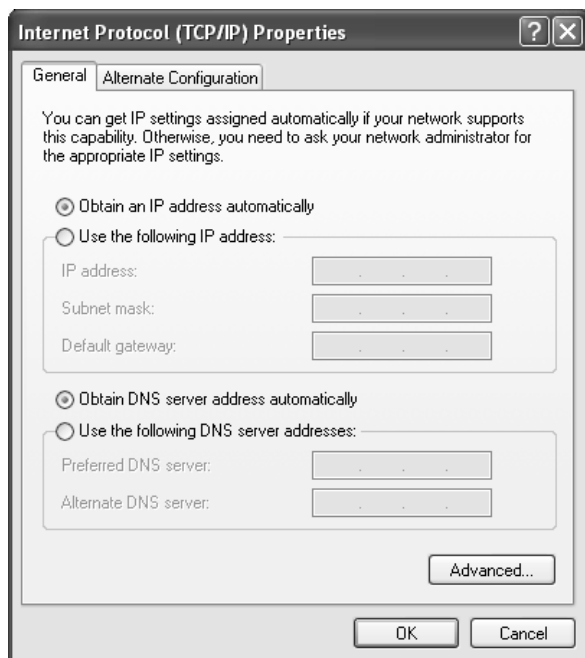 Internet Protocol (TCP/IP) Properties
General
Alternate Configuration
You can get IP settings assigned automatically if your network supports
this capability. Otherwise, you need to ask your network administrator for
the appropriate IP settings.
Obtain an IP address automatically
Use the following IP address:
IP address:
Subnet mask:
Default gateway:
Obtain DNS server address automatically
Use the following DNS server addresses:
Preferred DNS server:
Alternate DNS server:
Advanced...
OK
Cancel